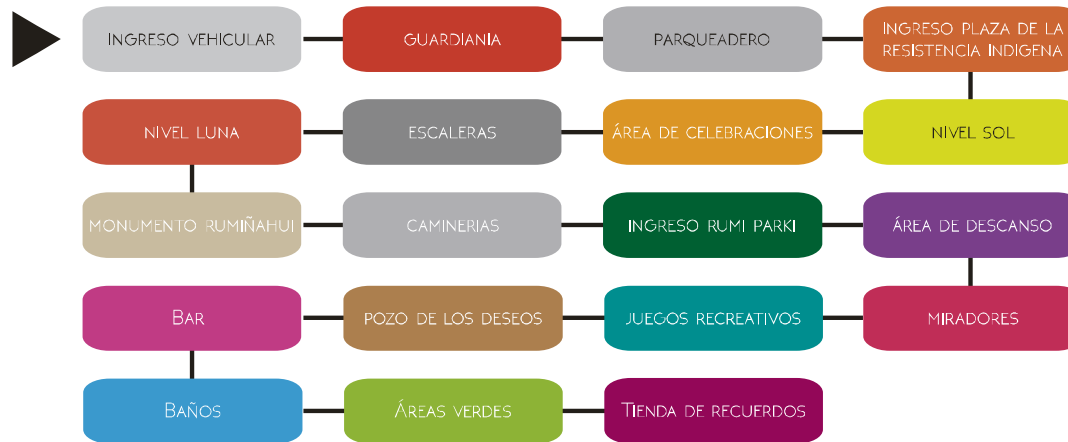 INGRESO VEHICULAR
GUARDIANÍA
PARQUEADERO
INGRESO PLAZA DE LA
RESISTENCIA INDÍGENA
NIVEL LUNA
ESCALERAS
ÁREA DE CELEBRACIONES
NIVEL SOL
MONUMENTO RUMIÑAHUI
CAMINERIAS
INGRESO RUMI PARKI
ÁREA DE DESCANSO
BAR
POZO DE LOS DESEOS
JUEGOS RECREATIVOS
MIRADORES
BAÑOS
ÁREAS VERDES
TIENDA DE RECUERDOS